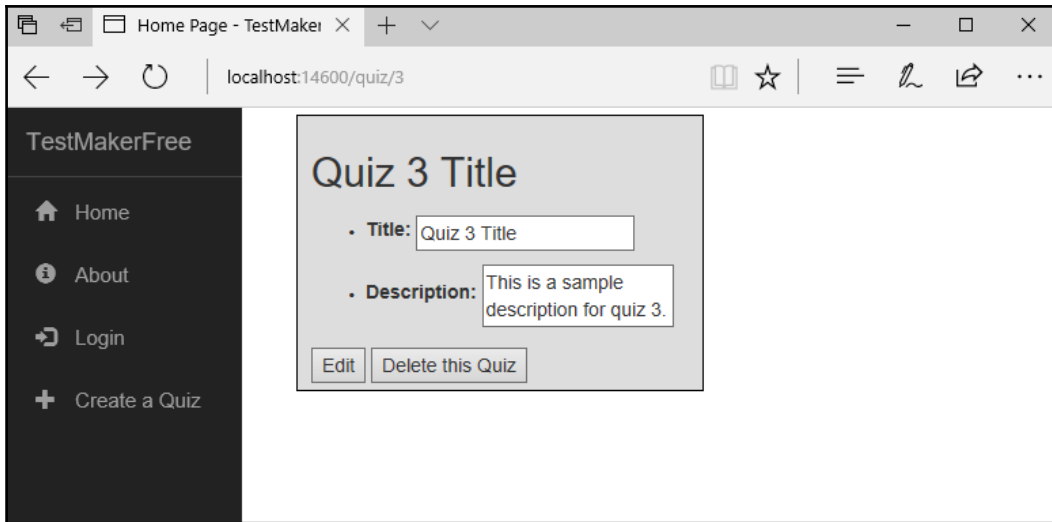 Home Page - TestMaker
localhost:14600/quiz/3
TestMakerFree
Home
About
Login
Create a Quiz
Quiz 3 Title
Title: Quiz 3 Title
Description: This is a sample
description for quiz 3.
Edit Delete this Quiz